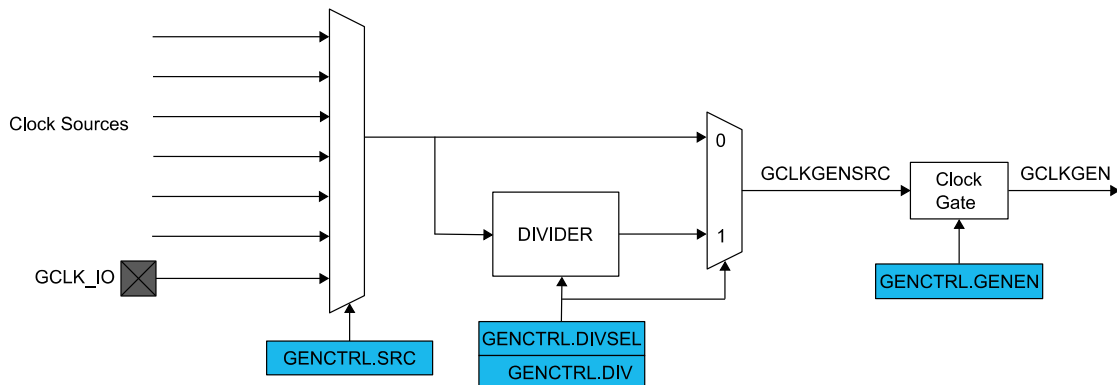 Clock Sources
GCLK_IO
GENCTRL.SRC
DIVIDER
GENCTRL.DIVSEL
GENCTRL.DIV
0
1
GCLKGENSRC
Clock
Gate
GCLKGEN
GENCTRL.GENEN